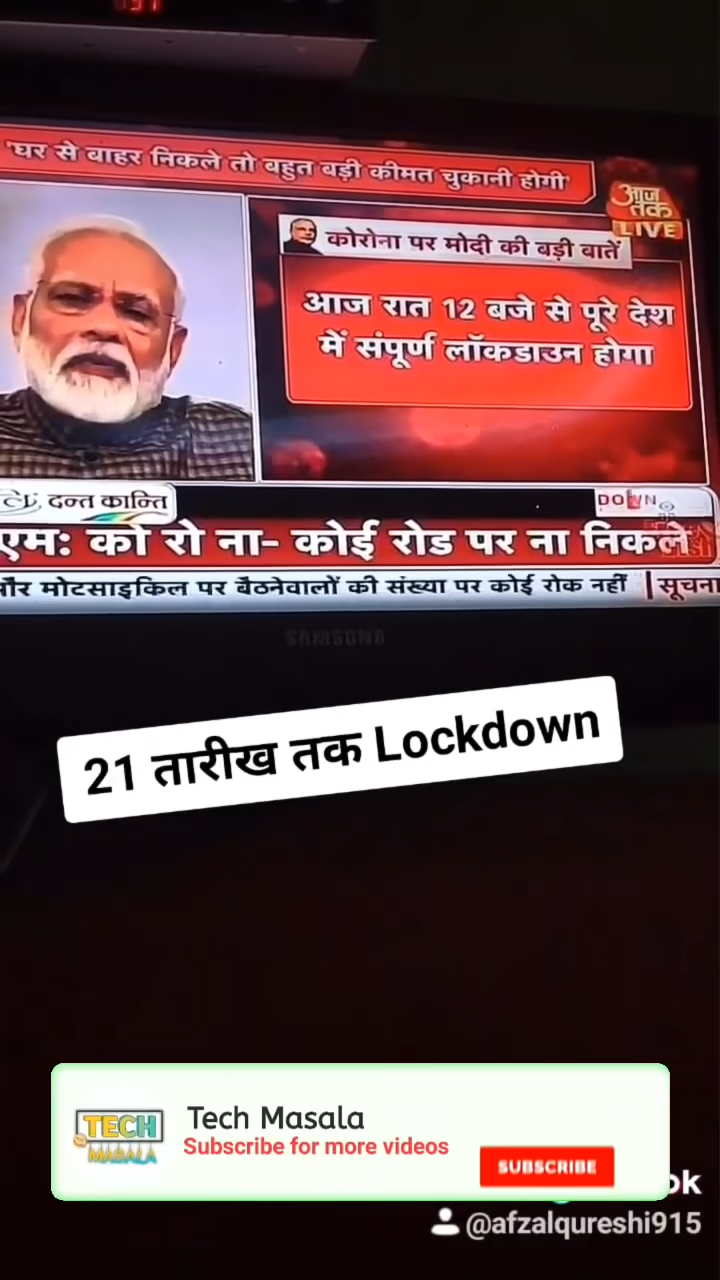 'घर से बाहर निकले तो बहुत बड़ी कीमत चुकानी होगी'
आज
तक
LIVE
कोरोना पर मोदी की बड़ी बातें
आज रात 12 बजे से पूरे देश
में संपूर्ण लॉकडाउन होगा
दन्त कान्ति
एम: को रो ना- कोई रोड पर ना निकले
मोटसाइकिल पर बैठनेवालों की संख्या पर कोई रोक नहीं | सूचना
SAMSUNG
21 तारीख तक Lockdown
TECH
MASALA
Tech Masala
Subscribe for more videos
SUBSCRIBE
ok
@afzalqureshi915